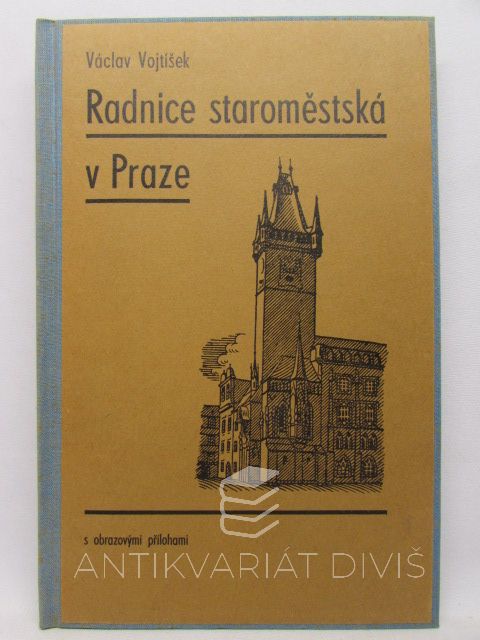 Václav Vojtíšek
Radnice staroměstská
v Praze
s obrazovými přílohami
ANTIKVARIÁT DIVIŠ